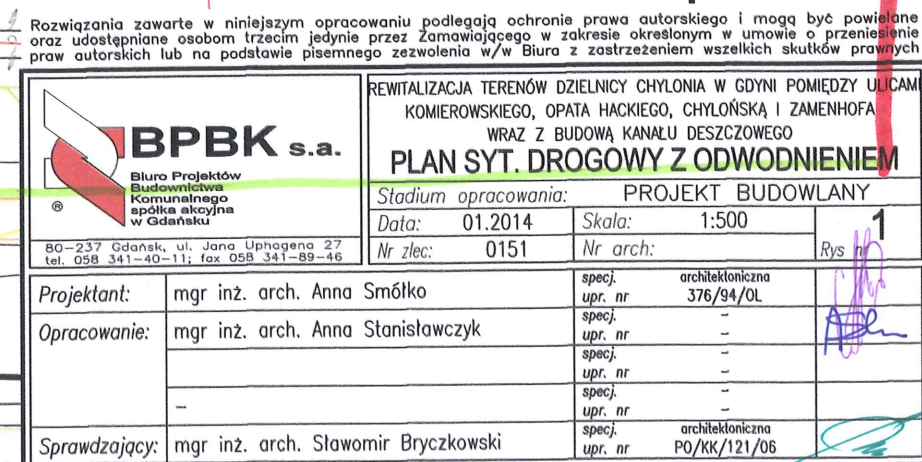 Rozwiązania zawarte w niniejszym opracowaniu podlegają ochronie prawa autorskiego i mogą być powielane
oraz udostępniane osobom trzecim jedynie przez Zamawiającego w zakresie określonym w umowie o przeniesienie
praw autorskich lub na podstawie pisemnego zezwolenia w/w Biura z zastrzeżeniem wszelkich skutków prawnych
BPBK s.a.
Biuro Projektów
Budownictwa
Komunalnego
spółka akcyjna
w Gdańsku
®
80-237 Gdańsk, ul. Jana Uphagena 27
tel. 058 341-40-11; fax 058 341-89-46
REWITALIZACJA TERENÓW DZIELNICY CHYLONIA W GDYNI POMIĘDZY ULICAMI
KOMIEROWSKIEGO, OPATA HACKIEGO, CHYLOŃSKĄ I ZAMENHOFA
WRAZ Z BUDOWĄ KANAŁU DESZCZOWEGO
PLAN SYT. DROGOWY Z ODWODNIENIEM
Stadium opracowania: PROJEKT BUDOWLANY
Data: 01.2014 Skala: 1:500
Nr zlec: 0151 Nr arch: Rys nr 1
Projektant: mgr inż. arch. Anna Smółko specj. architektoniczna
upr. nr 376/94/OL
Opracowanie: mgr inż. arch. Anna Stanisławczyk specj. -
upr. nr -
specj. -
upr. nr -
- specj. -
upr. nr -
Sprawdzający: mgr inż. arch. Sławomir Bryczkowski specj. architektoniczna
upr. nr PO/KK/121/06